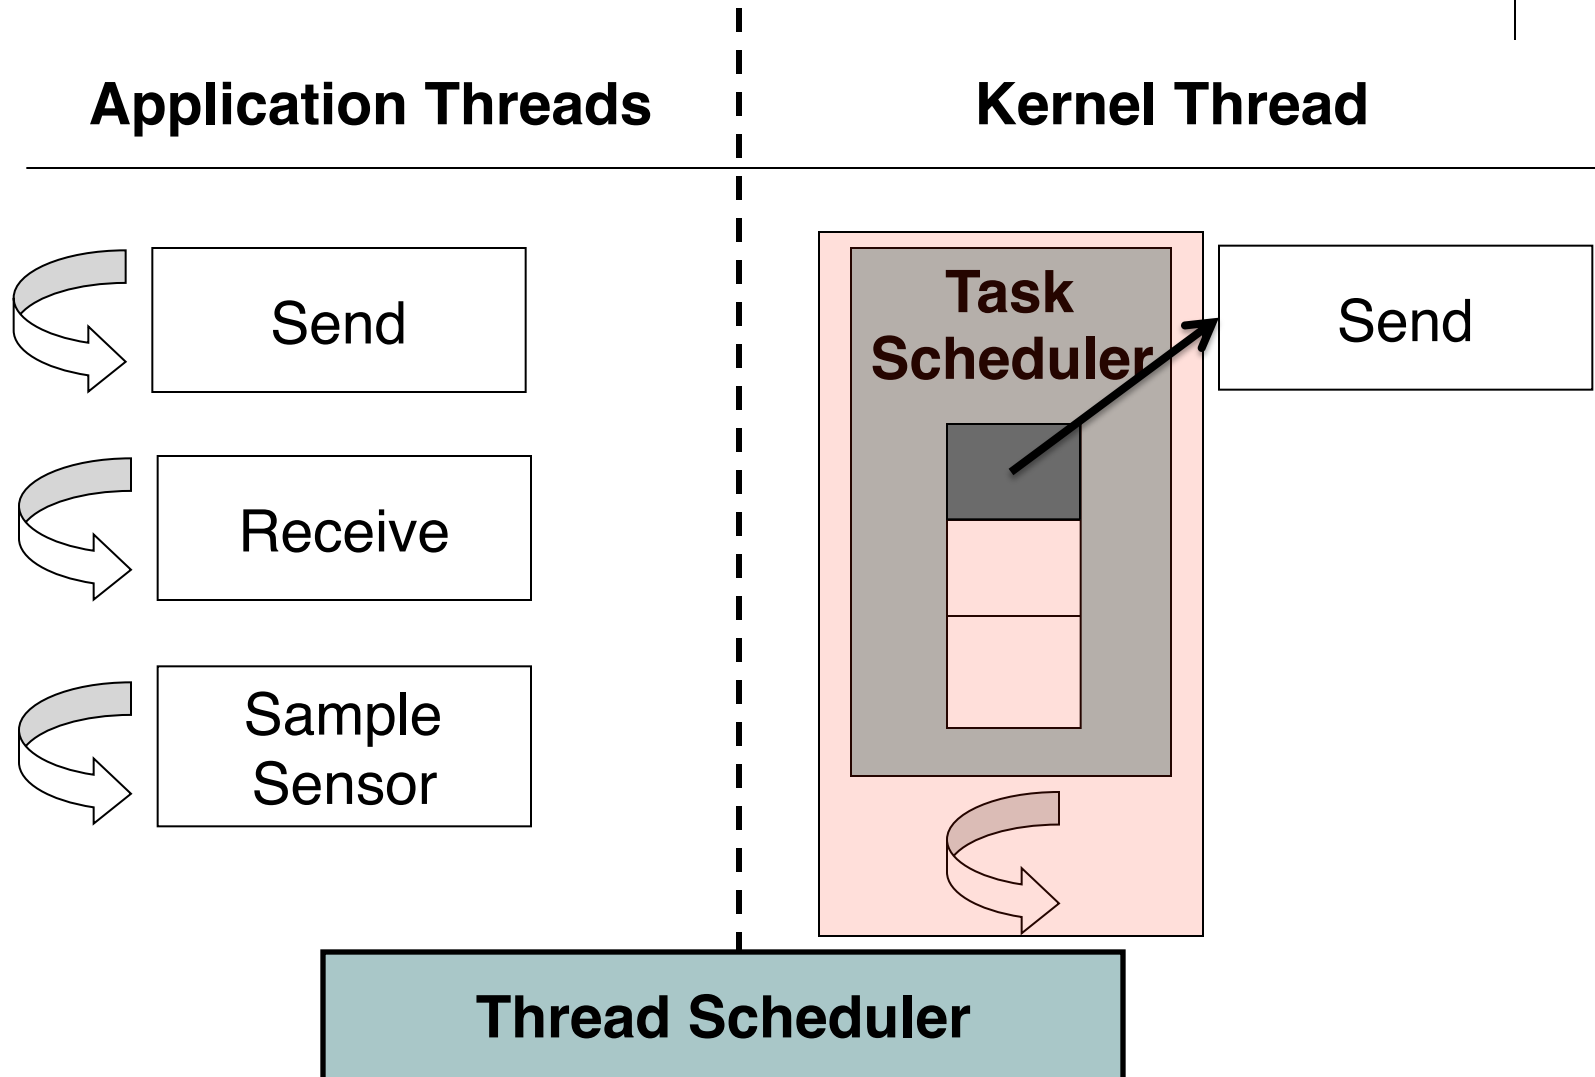 Application Threads
Kernel Thread
Send
Receive
Sample
Sensor
Task
Scheduler
Send
Thread Scheduler